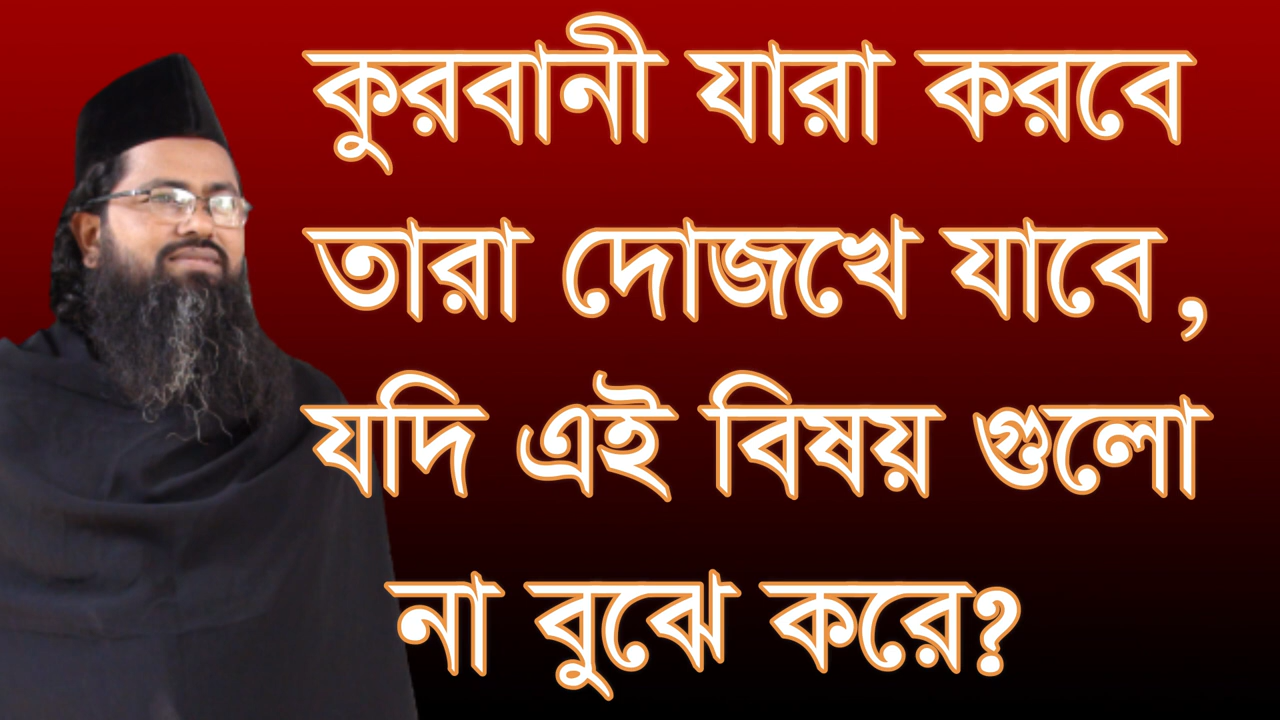 কুরবানী যারা করবে
তারা দোজখে যাবে,
যদি এই বিষয় গুলো
না বুঝে করে?